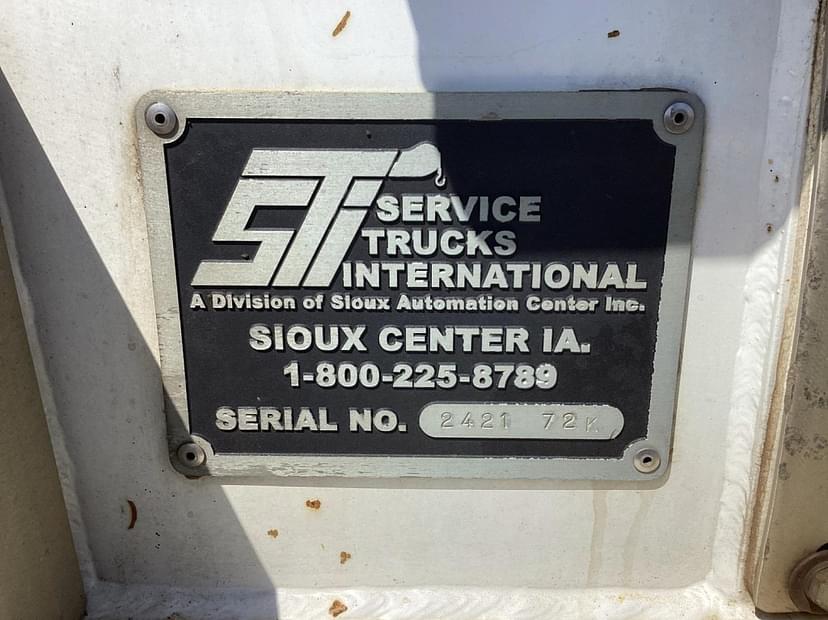 STI
SERVICE
TRUCKS
INTERNATIONAL
A Division of Sioux Automation Center Inc.
SIOUX CENTER IA.
1-800-225-8789
SERIAL NO. 2421 72K